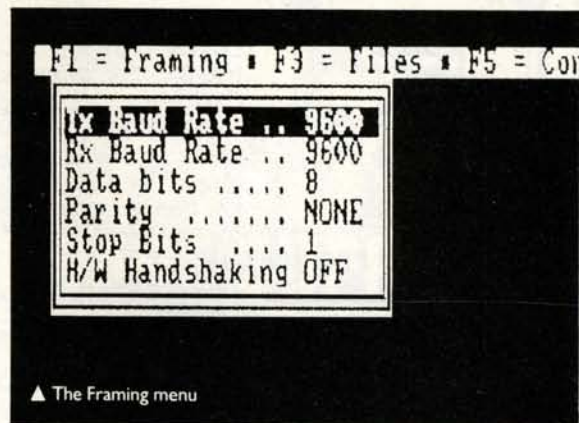 F1 = Framing ▪ F3 = Files ▪ F5 = Con
Tx Baud Rate .. 9600
Rx Baud Rate .. 9600
Data bits ..... 8
Parity ....... NONE
Stop Bits .... 1
H/W Handshaking OFF
▲ The Framing menu